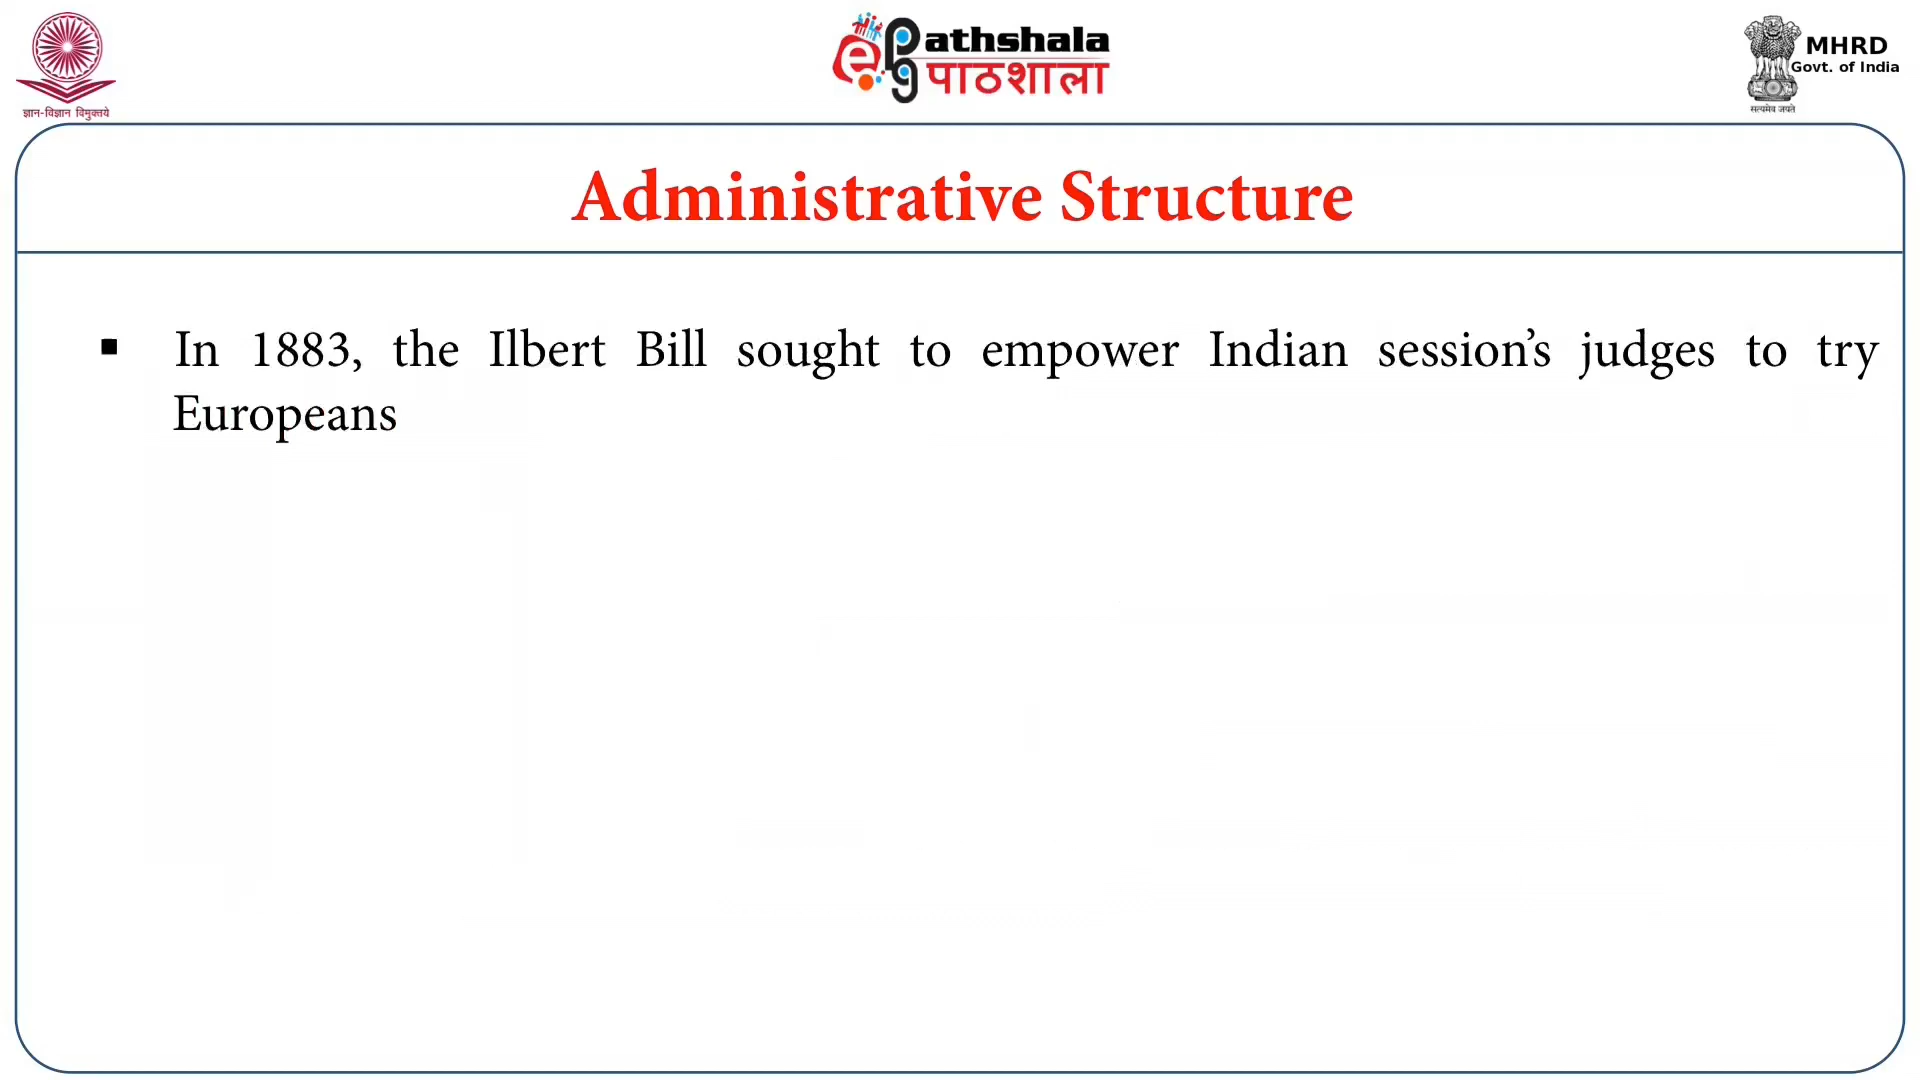 ज्ञान-विज्ञान विमुक्तये
ePathshala
पाठशाला
MHRD
Govt. of India
सत्यमेव जयते
Administrative Structure
▪ In 1883, the Ilbert Bill sought to empower Indian session’s judges to try
Europeans